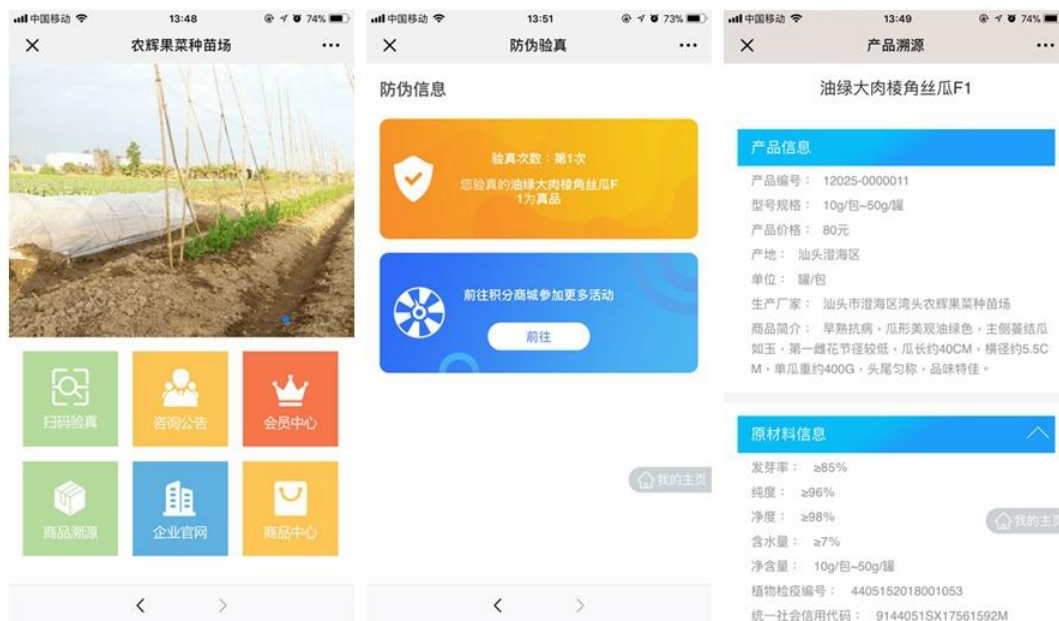 中国移动
13:48
74%
农辉果菜种苗场
扫码验真
咨询公告
会员中心
商品溯源
企业官网
商品中心
中国移动
13:51
73%
防伪验真
防伪信息
验真次数：第1次
您验真的油绿大肉棱角丝瓜F
1为真品
前往积分商城参加更多活动
前往
我的主页
中国移动
13:49
74%
产品溯源
油绿大肉棱角丝瓜F1
产品信息
产品编号： 12025-0000011
型号规格： 10g/包~50g/罐
产品价格： 80元
产地： 汕头澄海区
单位： 罐/包
生产厂家： 汕头市澄海区湾头农辉果菜种苗场
商品简介： 早熟抗病，瓜形美观油绿色，主侧蔓结瓜
如玉，第一雌花节径较低，瓜长约40CM，横径约5.5C
M，单瓜重约400G，头尾匀称，品味特佳。
原材料信息
发芽率： ≥85%
纯度： ≥96%
净度： ≥98%
含水量： ≥7%
净含量： 10g/包~50g/罐
植物检疫编号： 4405152018001053
统一社会信用代码： 9144051SX17561592M
我的主页